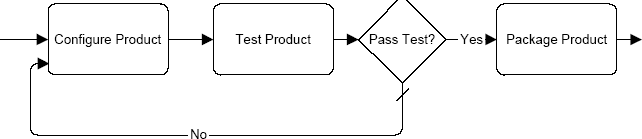 Configure Product
Test Product
Pass Test?
Yes
Package Product
No